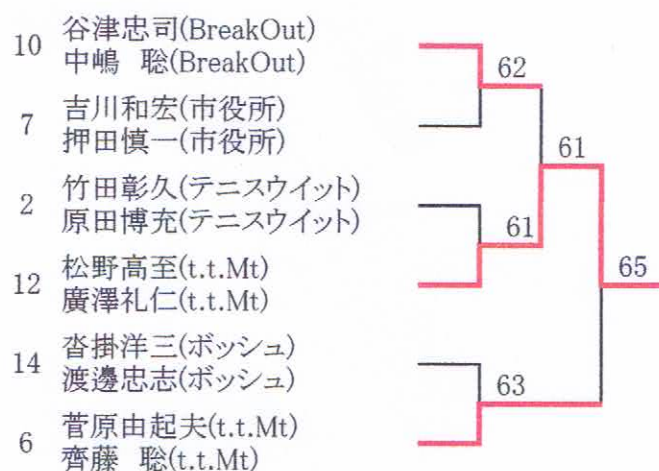 10 谷津忠司(BreakOut)
中嶋 聡(BreakOut)
7 吉川和宏(市役所)
押田慎一(市役所)
2 竹田彰久(テニスウイット)
原田博充(テニスウイット)
12 松野高至(t.t.Mt)
廣澤礼仁(t.t.Mt)
14 沓掛洋三(ボッシュ)
渡邊忠志(ボッシュ)
6 菅原由起夫(t.t.Mt)
齊藤 聡(t.t.Mt)
62
61
61
65
63